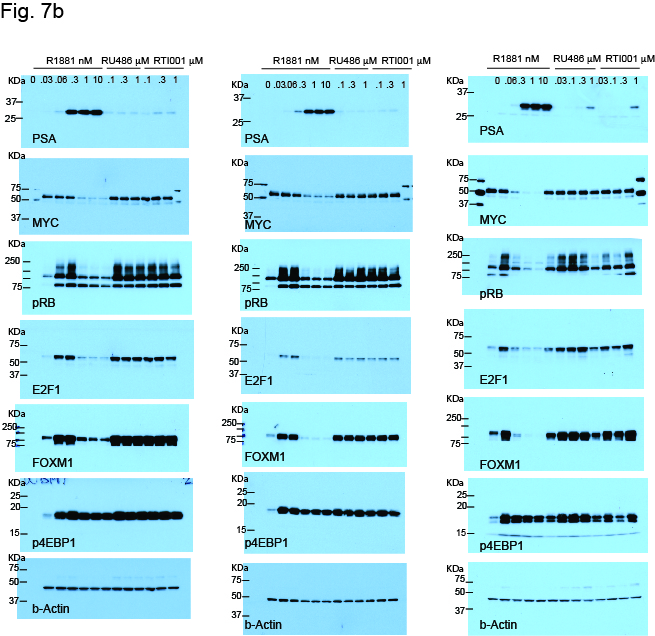 Fig. 7b
R1881 nM RU486 µM RTI001 µM
KDa 0 .03 .06 .3 1 10 .1 .3 1 .1 .3 1
37
25
PSA
KDa
75
50
37
MYC
KDa
250
75
pRB
KDa
75
50
37
E2F1
KDa
250
75
FOXM1
KDa
25
20
15
p4EBP1
KDa
75
50
37
b-Actin
R1881 nM RU486 µM RTI001 µM
KDa 0 .03.06 .3 1 10 .1 .3 1 .1 .3 1
37
25
PSA
KDa
75
50
37
MYC
KDa
250
75
pRB
KDa
75
50
37
E2F1
KDa
250
75
FOXM1
KDa
25
20
15
p4EBP1
KDa
75
50
37
b-Actin
R1881 nM RU486 µM RTI001 µM
KDa 0 .06.3 1 10 .03.1 .3 1 .03.1 .3 1
37
25
PSA
KDa
75
50
37
MYC
KDa
250
75
pRB
KDa
75
50
37
E2F1
KDa
250
75
FOXM1
KDa
25
20
15
p4EBP1
KDa
75
50
37
b-Actin